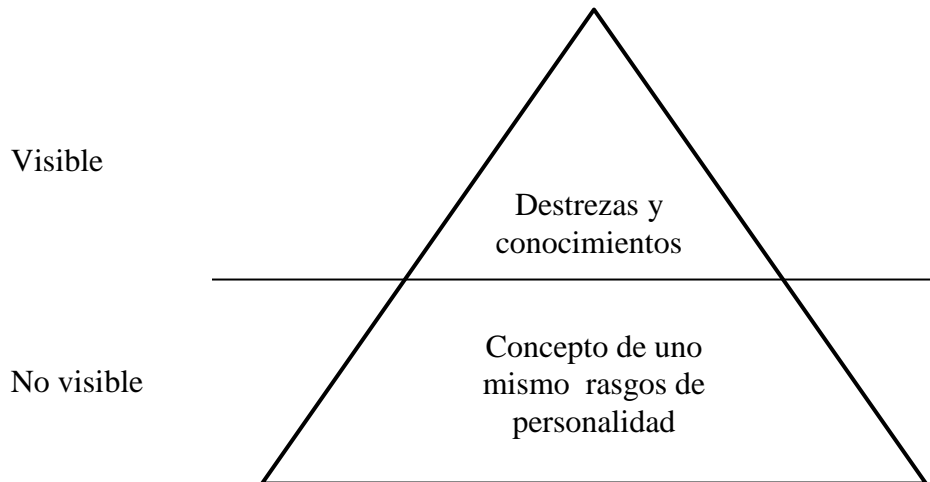 Visible
Destrezas y
conocimientos
Concepto de uno
mismo  rasgos de
personalidad
No visible